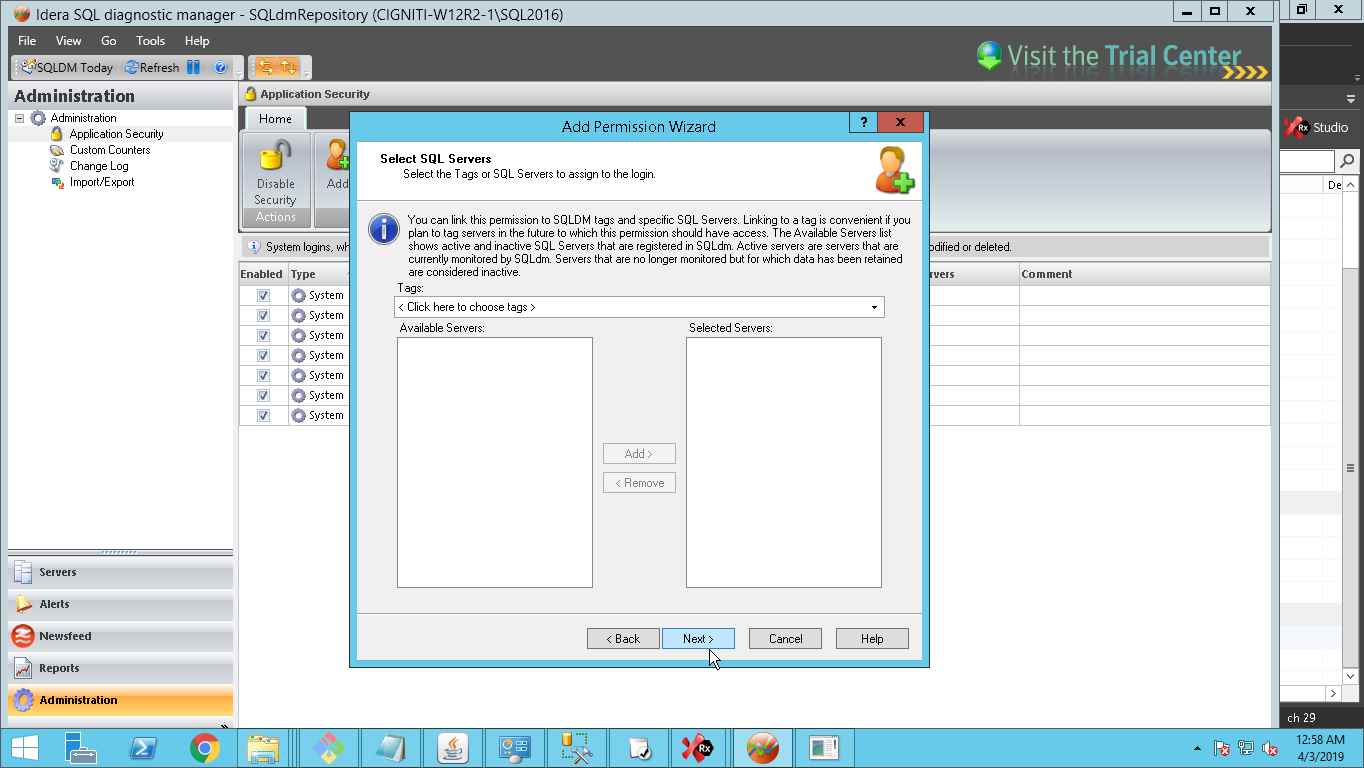 Idera SQL diagnostic manager - SQLdmRepository (CIGNITI-W12R2-1\SQL2016)
File View Go Tools Help
SQLDM Today Refresh
Visit the Trial Center
Administration
Administration
Application Security
Custom Counters
Change Log
Import/Export
Application Security
Home
Disable
Security
Add
Actions
System logins, wh
odified or deleted.
Enabled Type
rvers
Comment
System
System
System
System
System
System
System
Add Permission Wizard
?
Select SQL Servers
Select the Tags or SQL Servers to assign to the login.
You can link this permission to SQLDM tags and specific SQL Servers. Linking to a tag is convenient if you
plan to tag servers in the future to which this permission should have access. The Available Servers list
shows active and inactive SQL Servers that are registered in SQLdm. Active servers are servers that are
currently monitored by SQLdm. Servers that are no longer monitored but for which data has been retained
are considered inactive.
Tags:
< Click here to choose tags >
Available Servers:
Selected Servers:
Add >
< Remove
< Back
Next >
Cancel
Help
Servers
Alerts
Newsfeed
Reports
Administration
Rx Studio
De
ch 29
Rx
12:58 AM
4/3/2019